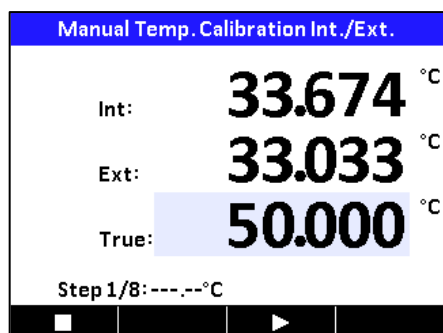 Manual Temp. Calibration Int./Ext.
Int: 33.674 °C
Ext: 33.033 °C
True: 50.000 °C
Step 1/8:---.--°C